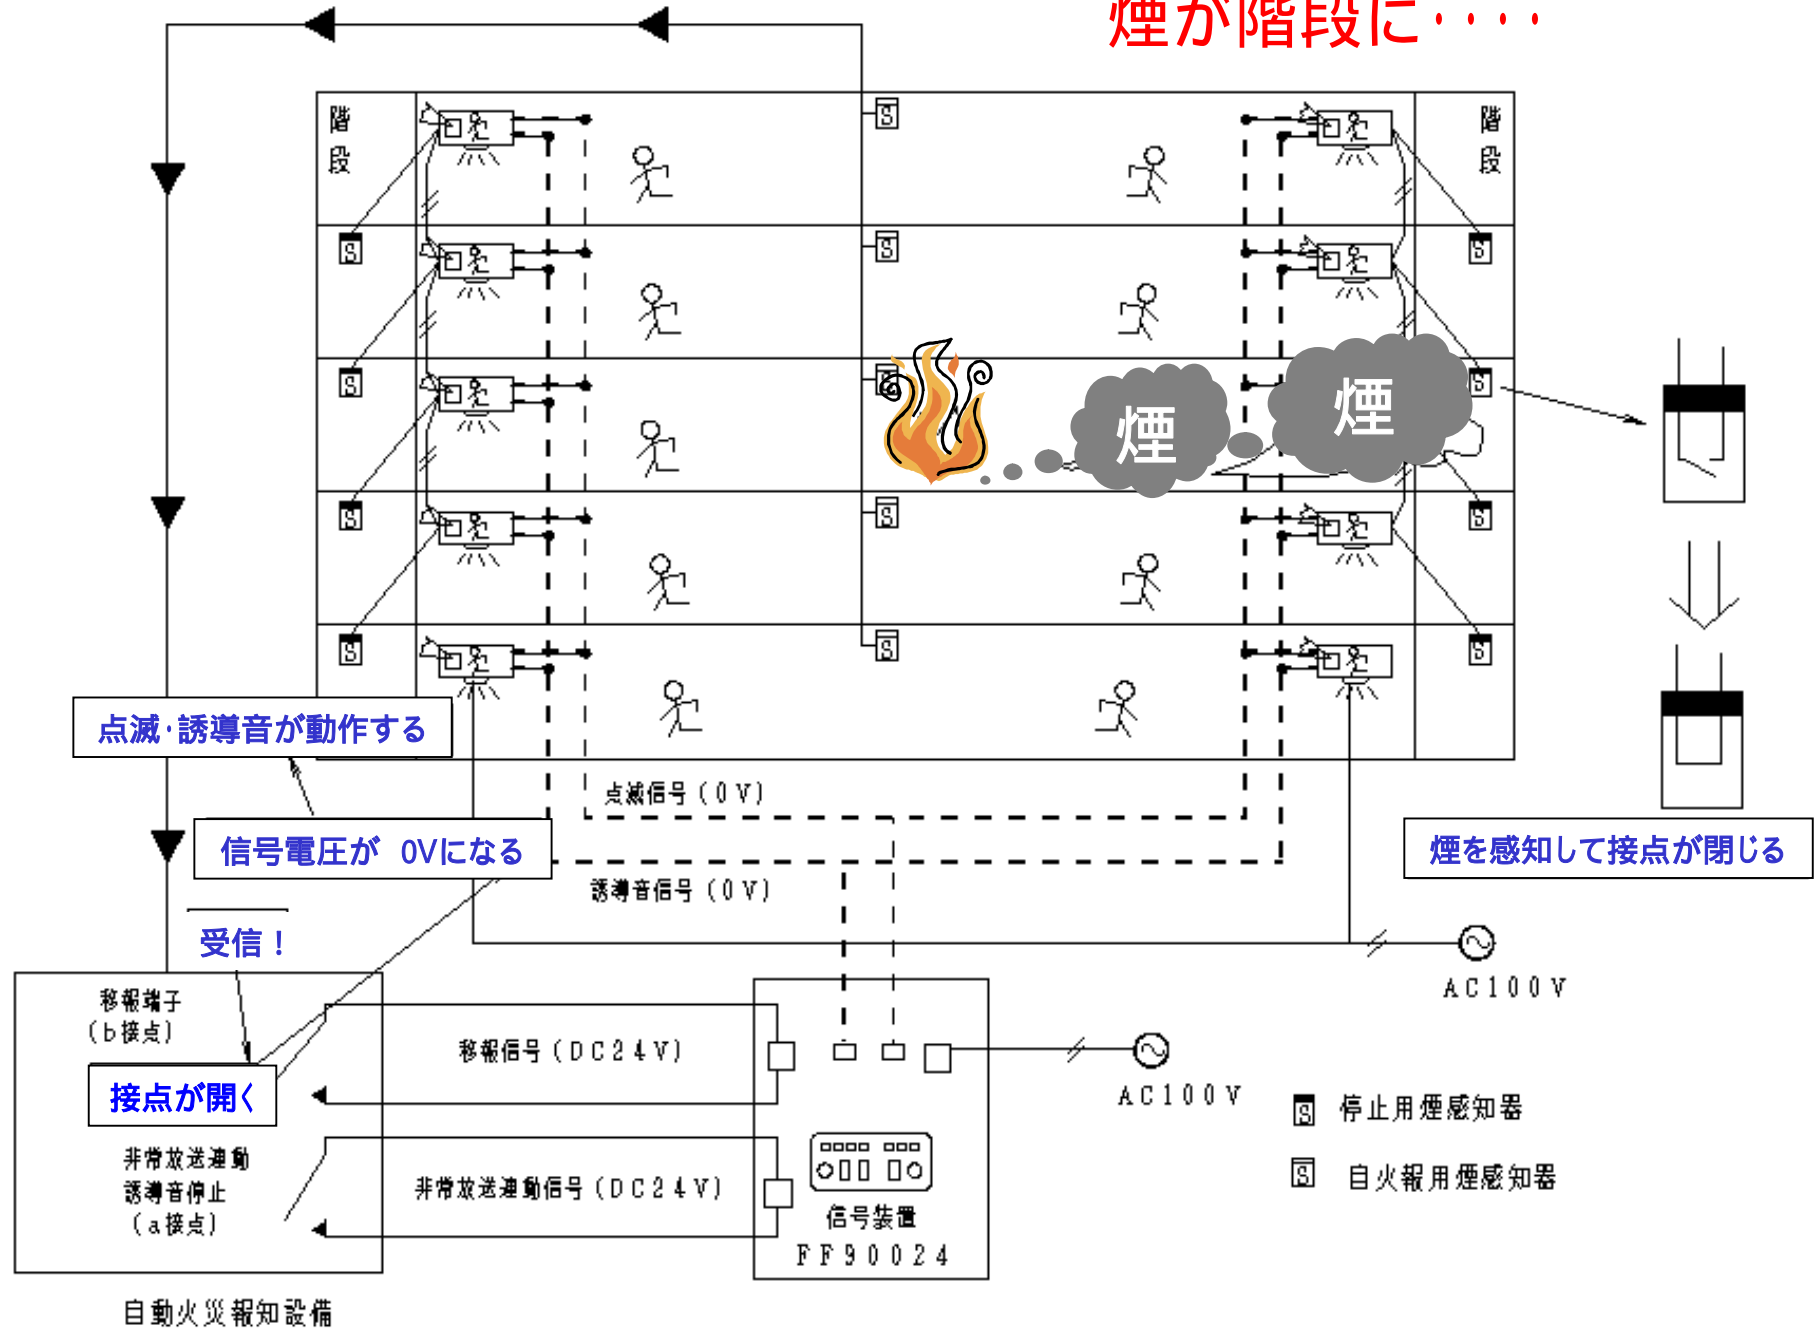 煙が階段に････
階段
階段
S
S
S
S
S
S
S
S
S
S
煙
煙
S
S
S
S
S
S
S
点滅･誘導音が動作する
点滅信号(0V)
信号電圧が 0Vになる
煙を感知して接点が閉じる
誘導音信号(0V)
受信！
AC100V
移報端子
(b接点)
移報信号(DC24V)
接点が開く
AC100V
S 停止用煙感知器
非常放送連動
誘導音停止
(a接点)
非常放送連動信号(DC24V)
S 自火報用煙感知器
信号装置
FF90024
自動火災報知設備